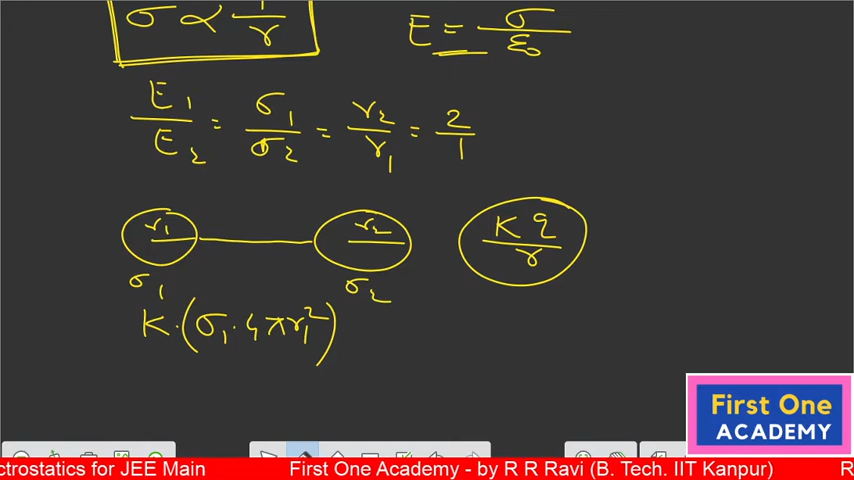 σ ∝ 1/r
E = σ/ε₀
E₁/E₂ = σ₁/σ₂ = r₂/r₁ = 2/1
r₁ r₂ Kq/r
σ₁ σ₂
K·(σ₁·4πr₁²)
First One
ACADEMY
ctrostatics for JEE Main First One Academy - by R R Ravi (B. Tech. IIT Kanpur) R